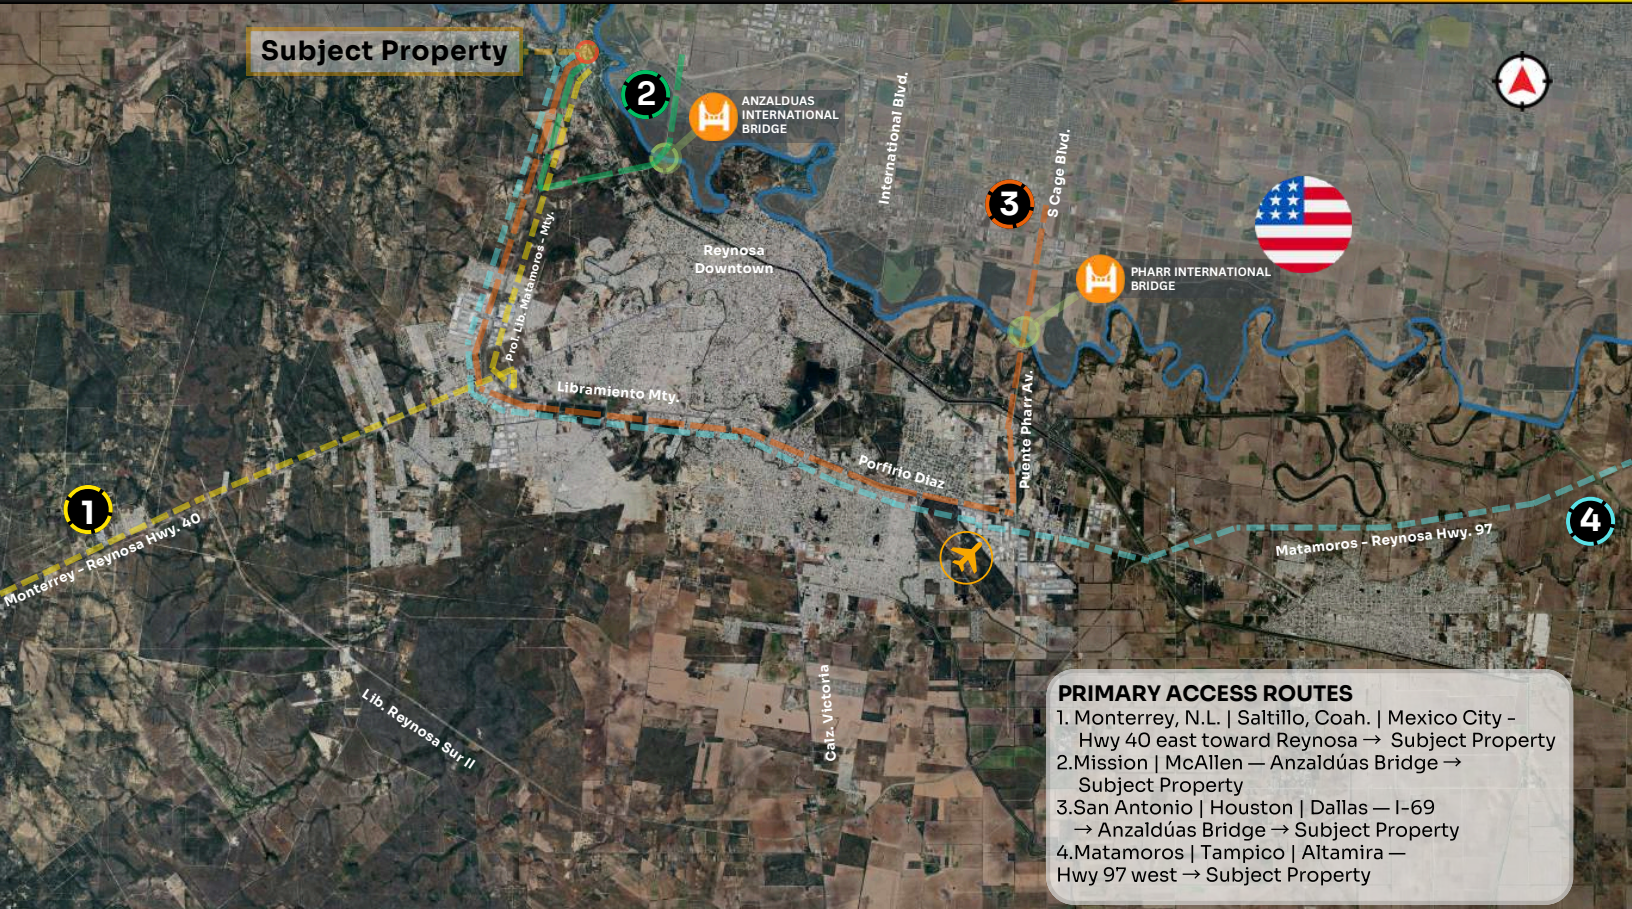 Subject Property
2
ANZALDUAS
INTERNATIONAL
BRIDGE
International Blvd.
S Cage Blvd.
3
PHARR INTERNATIONAL
BRIDGE
Reynosa
Downtown
Prol. Lib. Matamoros - Mty.
Libramiento Mty.
Puente Pharr Av.
Porfirio Diaz
1
Monterrey - Reynosa Hwy. 40
4
Matamoros - Reynosa Hwy. 97
Lib. Reynosa Sur II
Calz. Victoria
PRIMARY ACCESS ROUTES
1. Monterrey, N.L. | Saltillo, Coah. | Mexico City -
Hwy 40 east toward Reynosa → Subject Property
2.Mission | McAllen — Anzaldúas Bridge →
Subject Property
3.San Antonio | Houston | Dallas — I-69
→ Anzaldúas Bridge → Subject Property
4.Matamoros | Tampico | Altamira —
Hwy 97 west → Subject Property